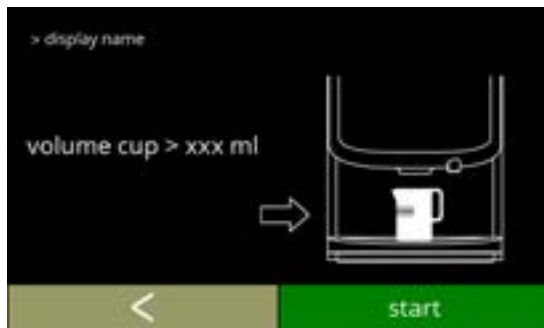 > display name
volume cup > xxx ml
< start